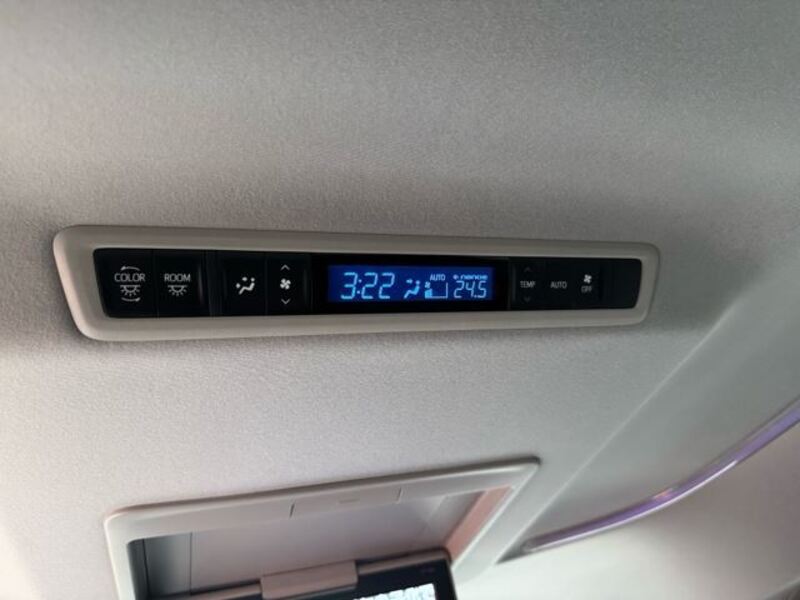 COLOR
ROOM
3:22
AUTO
nanoe
24.5
TEMP
AUTO
OFF